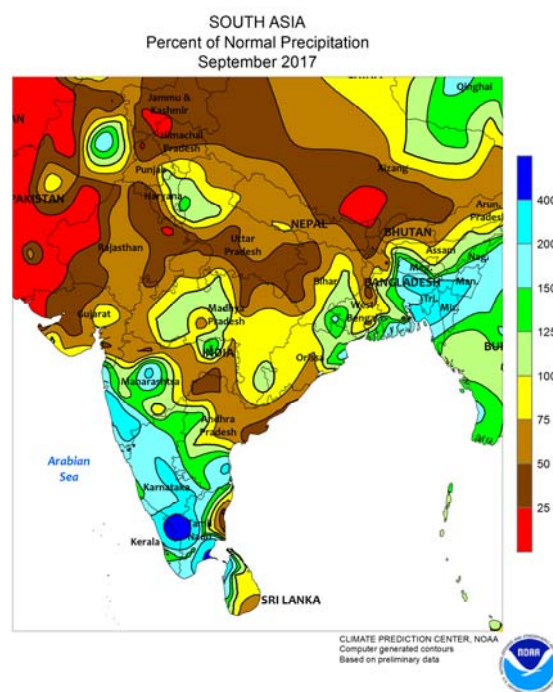 SOUTH ASIA
Percent of Normal Precipitation
September 2017
CHINA
Qinghai
Jammu &
Kashmir
Himachal
Pradesh
Punjab
Xizang
PAKISTAN
Haryana
NEPAL
BHUTAN
Arun.
Pradesh
Rajasthan
Uttar
Pradesh
Assam
Nag.
Bihar
BANGLADESH
Man.
Gujarat
Madhya
Pradesh
West
Bengal
Tri.
Miz.
INDIA
Orissa
Maharashtra
Andhra
Pradesh
Arabian
Sea
Karnataka
Kerala
Tamil
Nadu
SRI LANKA
400
200
150
125
100
75
50
25
CLIMATE PREDICTION CENTER, NOAA
Computer generated contours
Based on preliminary data
NOAA